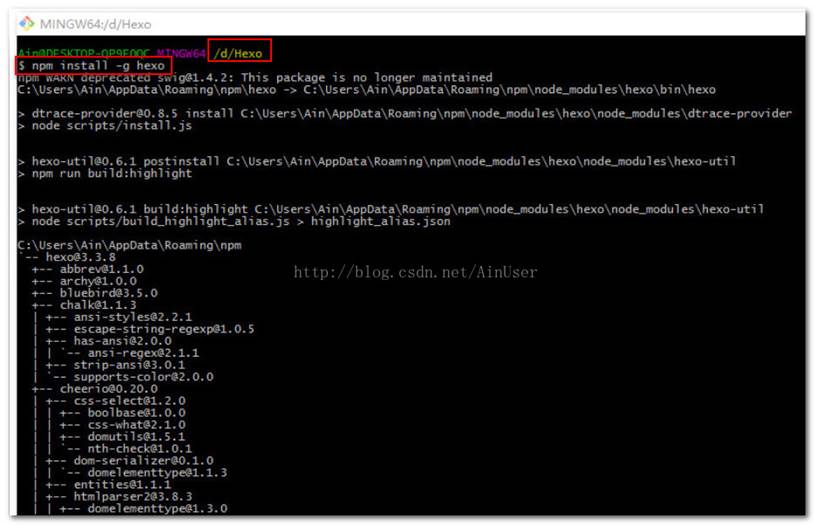 MINGW64:/d/Hexo
Ain@DESKTOP-QP9EOQC MINGW64 /d/Hexo
$ npm install -g hexo
npm WARN deprecated swig@1.4.2: This package is no longer maintained
C:\Users\Ain\AppData\Roaming\npm\hexo -> C:\Users\Ain\AppData\Roaming\npm\node_modules\hexo\bin\hexo
> dtrace-provider@0.8.5 install C:\Users\Ain\AppData\Roaming\npm\node_modules\hexo\node_modules\dtrace-provider
> node scripts/install.js
> hexo-util@0.6.1 postinstall C:\Users\Ain\AppData\Roaming\npm\node_modules\hexo\node_modules\hexo-util
> npm run build:highlight
> hexo-util@0.6.1 build:highlight C:\Users\Ain\AppData\Roaming\npm\node_modules\hexo\node_modules\hexo-util
> node scripts/build_highlight_alias.js > highlight_alias.json
C:\Users\Ain\AppData\Roaming\npm
`-- hexo@3.3.8
+-- abbrev@1.1.0
+-- archy@1.0.0
http://blog.csdn.net/AinUser
+-- bluebird@3.5.0
+-- chalk@1.1.3
| +-- ansi-styles@2.2.1
| +-- escape-string-regexp@1.0.5
| +-- has-ansi@2.0.0
| | `-- ansi-regex@2.1.1
| +-- strip-ansi@3.0.1
| `-- supports-color@2.0.0
+-- cheerio@0.20.0
| +-- css-select@1.2.0
| | +-- boolbase@1.0.0
| | +-- css-what@2.1.0
| | +-- domutils@1.5.1
| | `-- nth-check@1.0.1
| +-- dom-serializer@0.1.0
| | `-- domelementtype@1.1.3
| +-- entities@1.1.1
| +-- htmlparser2@3.8.3
| | +-- domelementtype@1.3.0